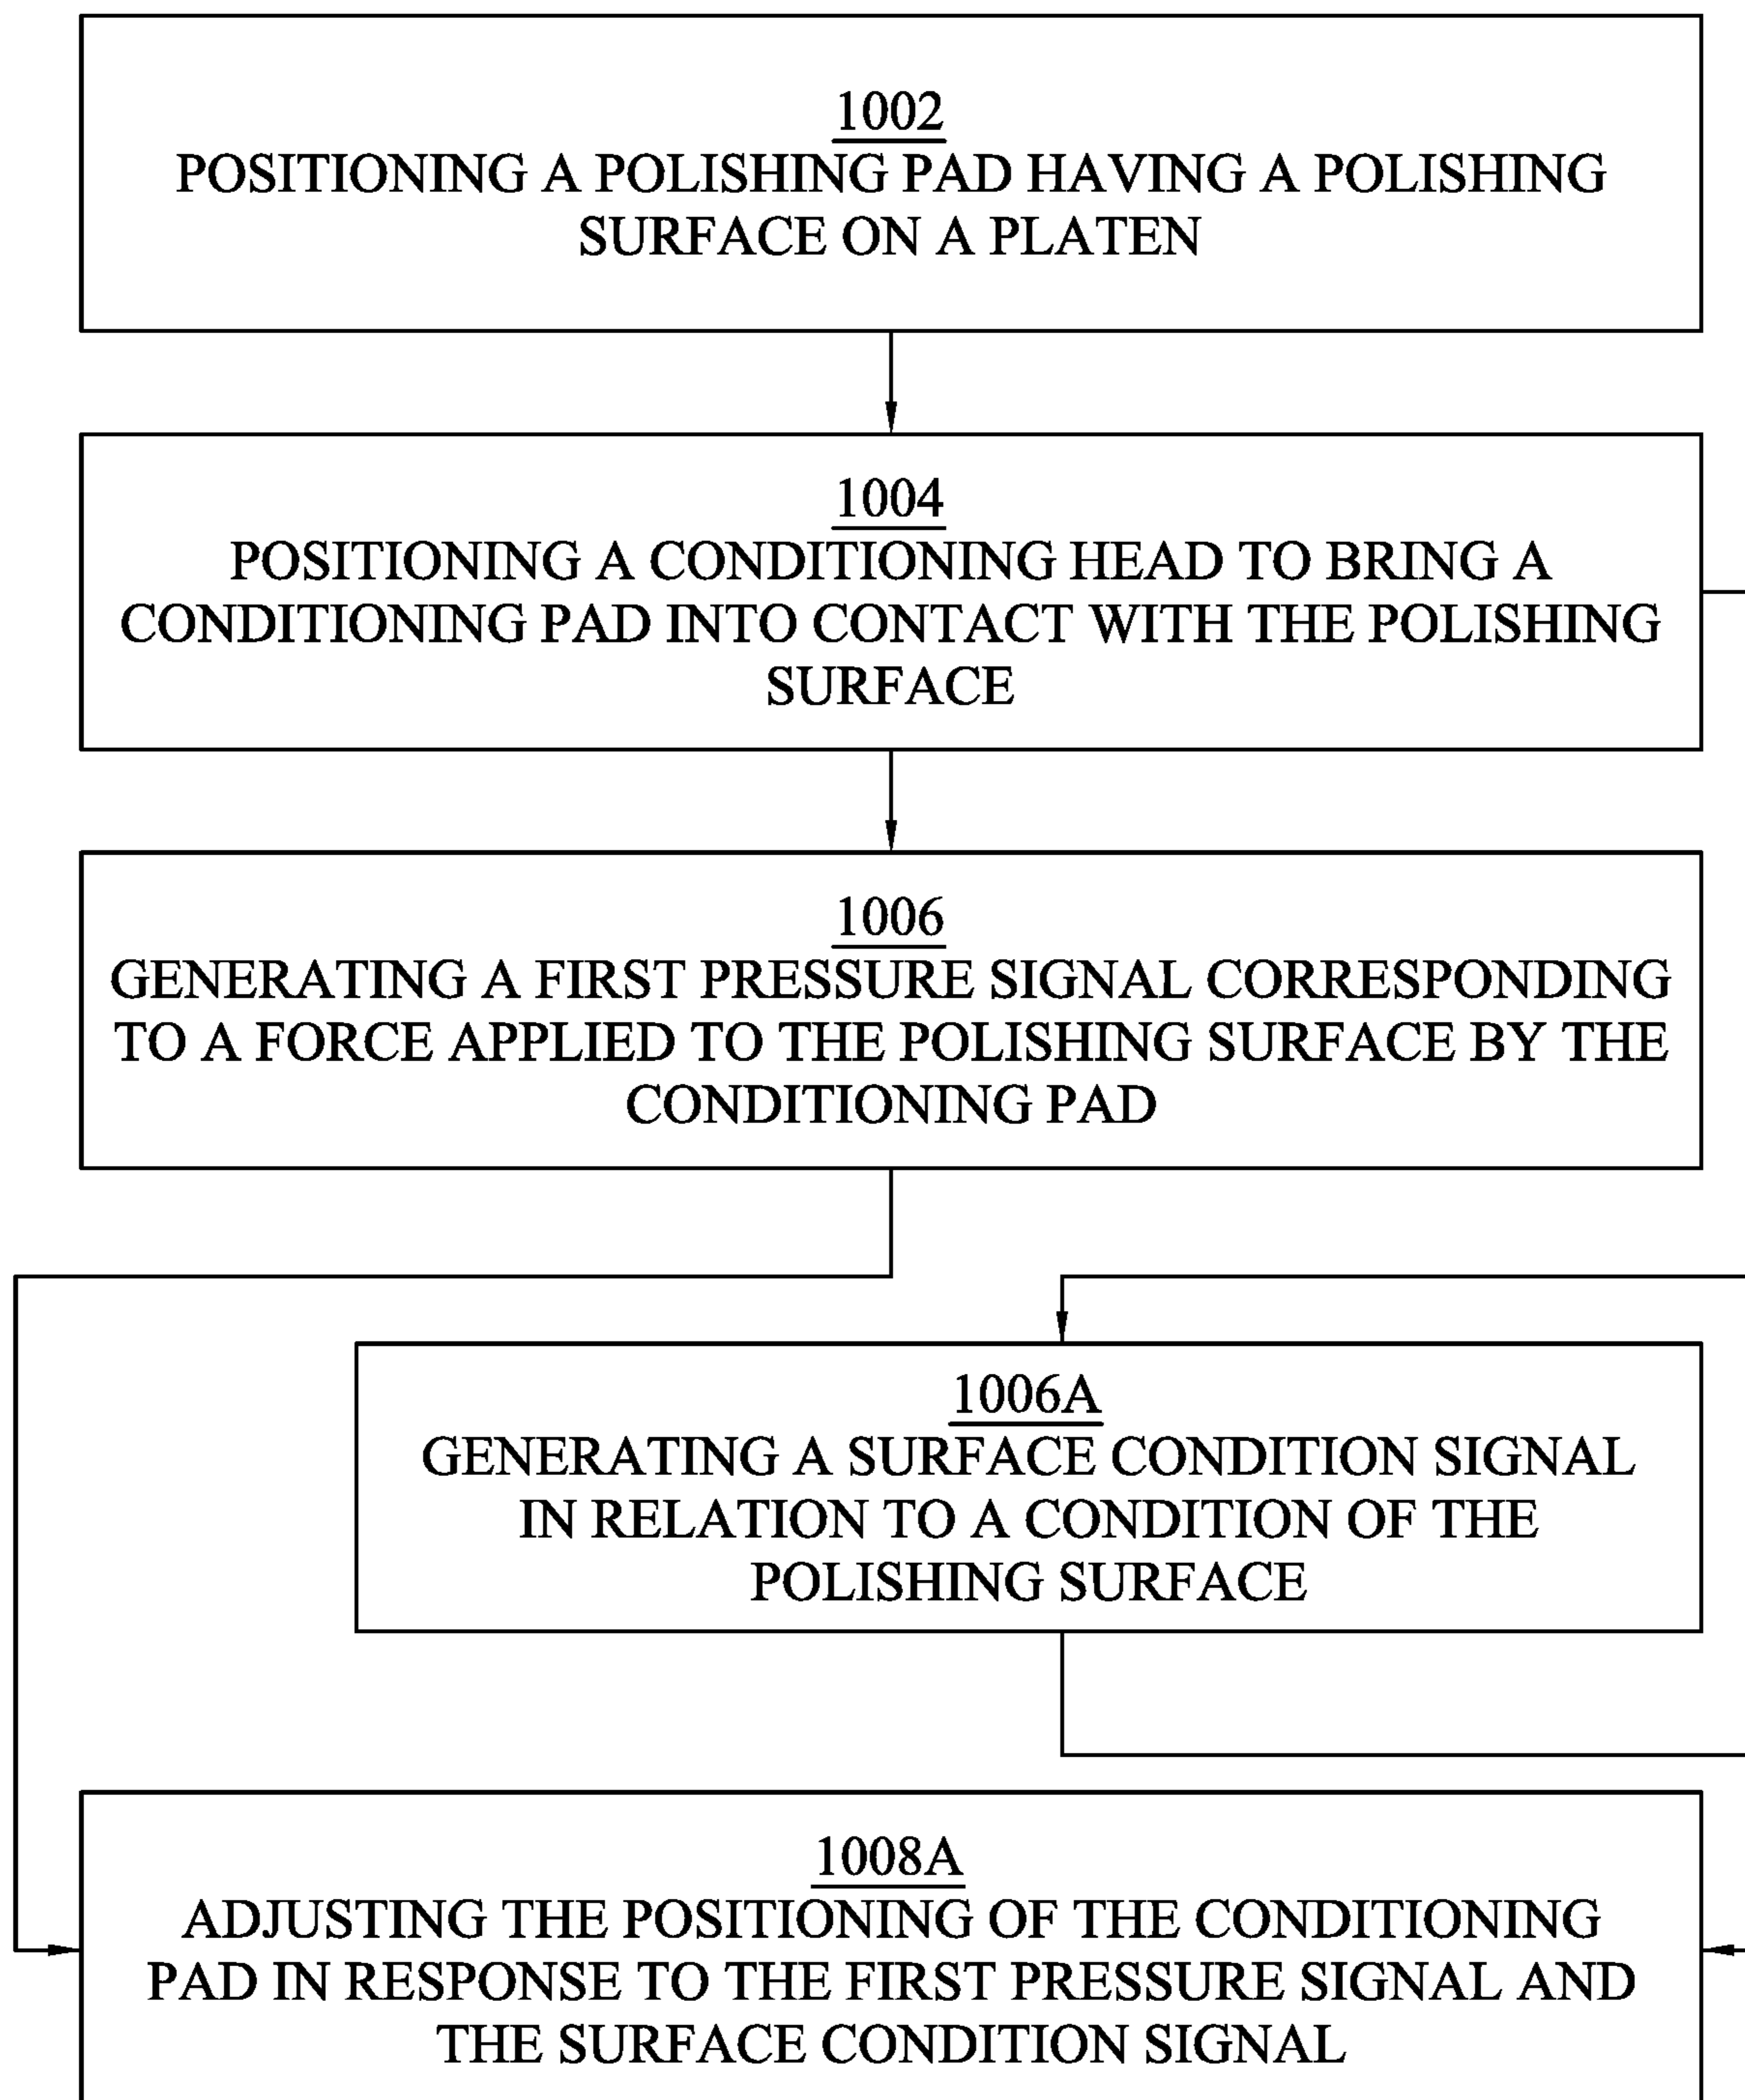 1002
POSITIONING A POLISHING PAD HAVING A POLISHING
SURFACE ON A PLATEN
1004
POSITIONING A CONDITIONING HEAD TO BRING A
CONDITIONING PAD INTO CONTACT WITH THE POLISHING
SURFACE
1006
GENERATING A FIRST PRESSURE SIGNAL CORRESPONDING
TO A FORCE APPLIED TO THE POLISHING SURFACE BY THE
CONDITIONING PAD
1006A
GENERATING A SURFACE CONDITION SIGNAL
IN RELATION TO A CONDITION OF THE
POLISHING SURFACE
1008A
ADJUSTING THE POSITIONING OF THE CONDITIONING
PAD IN RESPONSE TO THE FIRST PRESSURE SIGNAL AND
THE SURFACE CONDITION SIGNAL